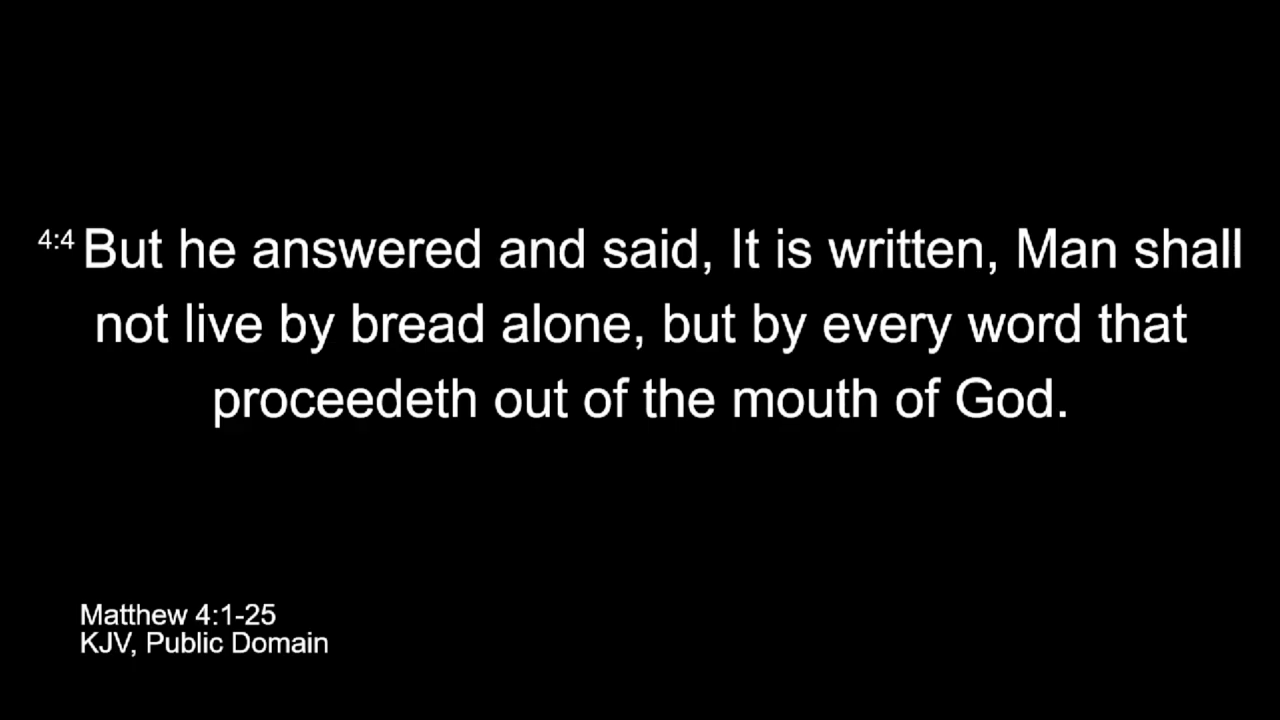 4:4 But he answered and said, It is written, Man shall
not live by bread alone, but by every word that
proceedeth out of the mouth of God.
Matthew 4:1-25
KJV, Public Domain